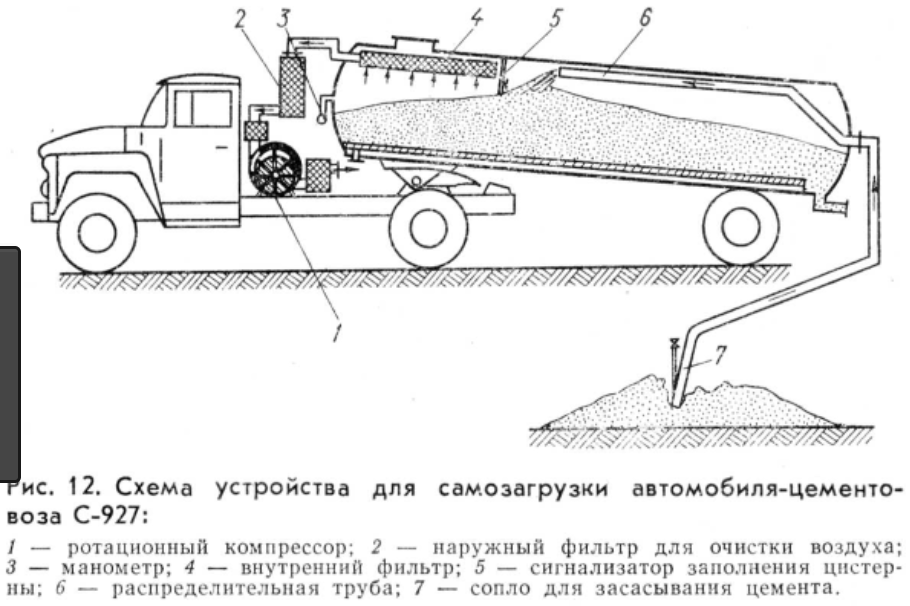 2
3
4
5
6
1
7
Рис. 12. Схема устройства для самозагрузки автомобиля-цементо-
воза С-927:
1 — ротационный компрессор; 2 — наружный фильтр для очистки воздуха;
3 — манометр; 4 — внутренний фильтр; 5 — сигнализатор заполнения цистер-
ны; 6 — распределительная труба; 7 — сопло для засасывания цемента.